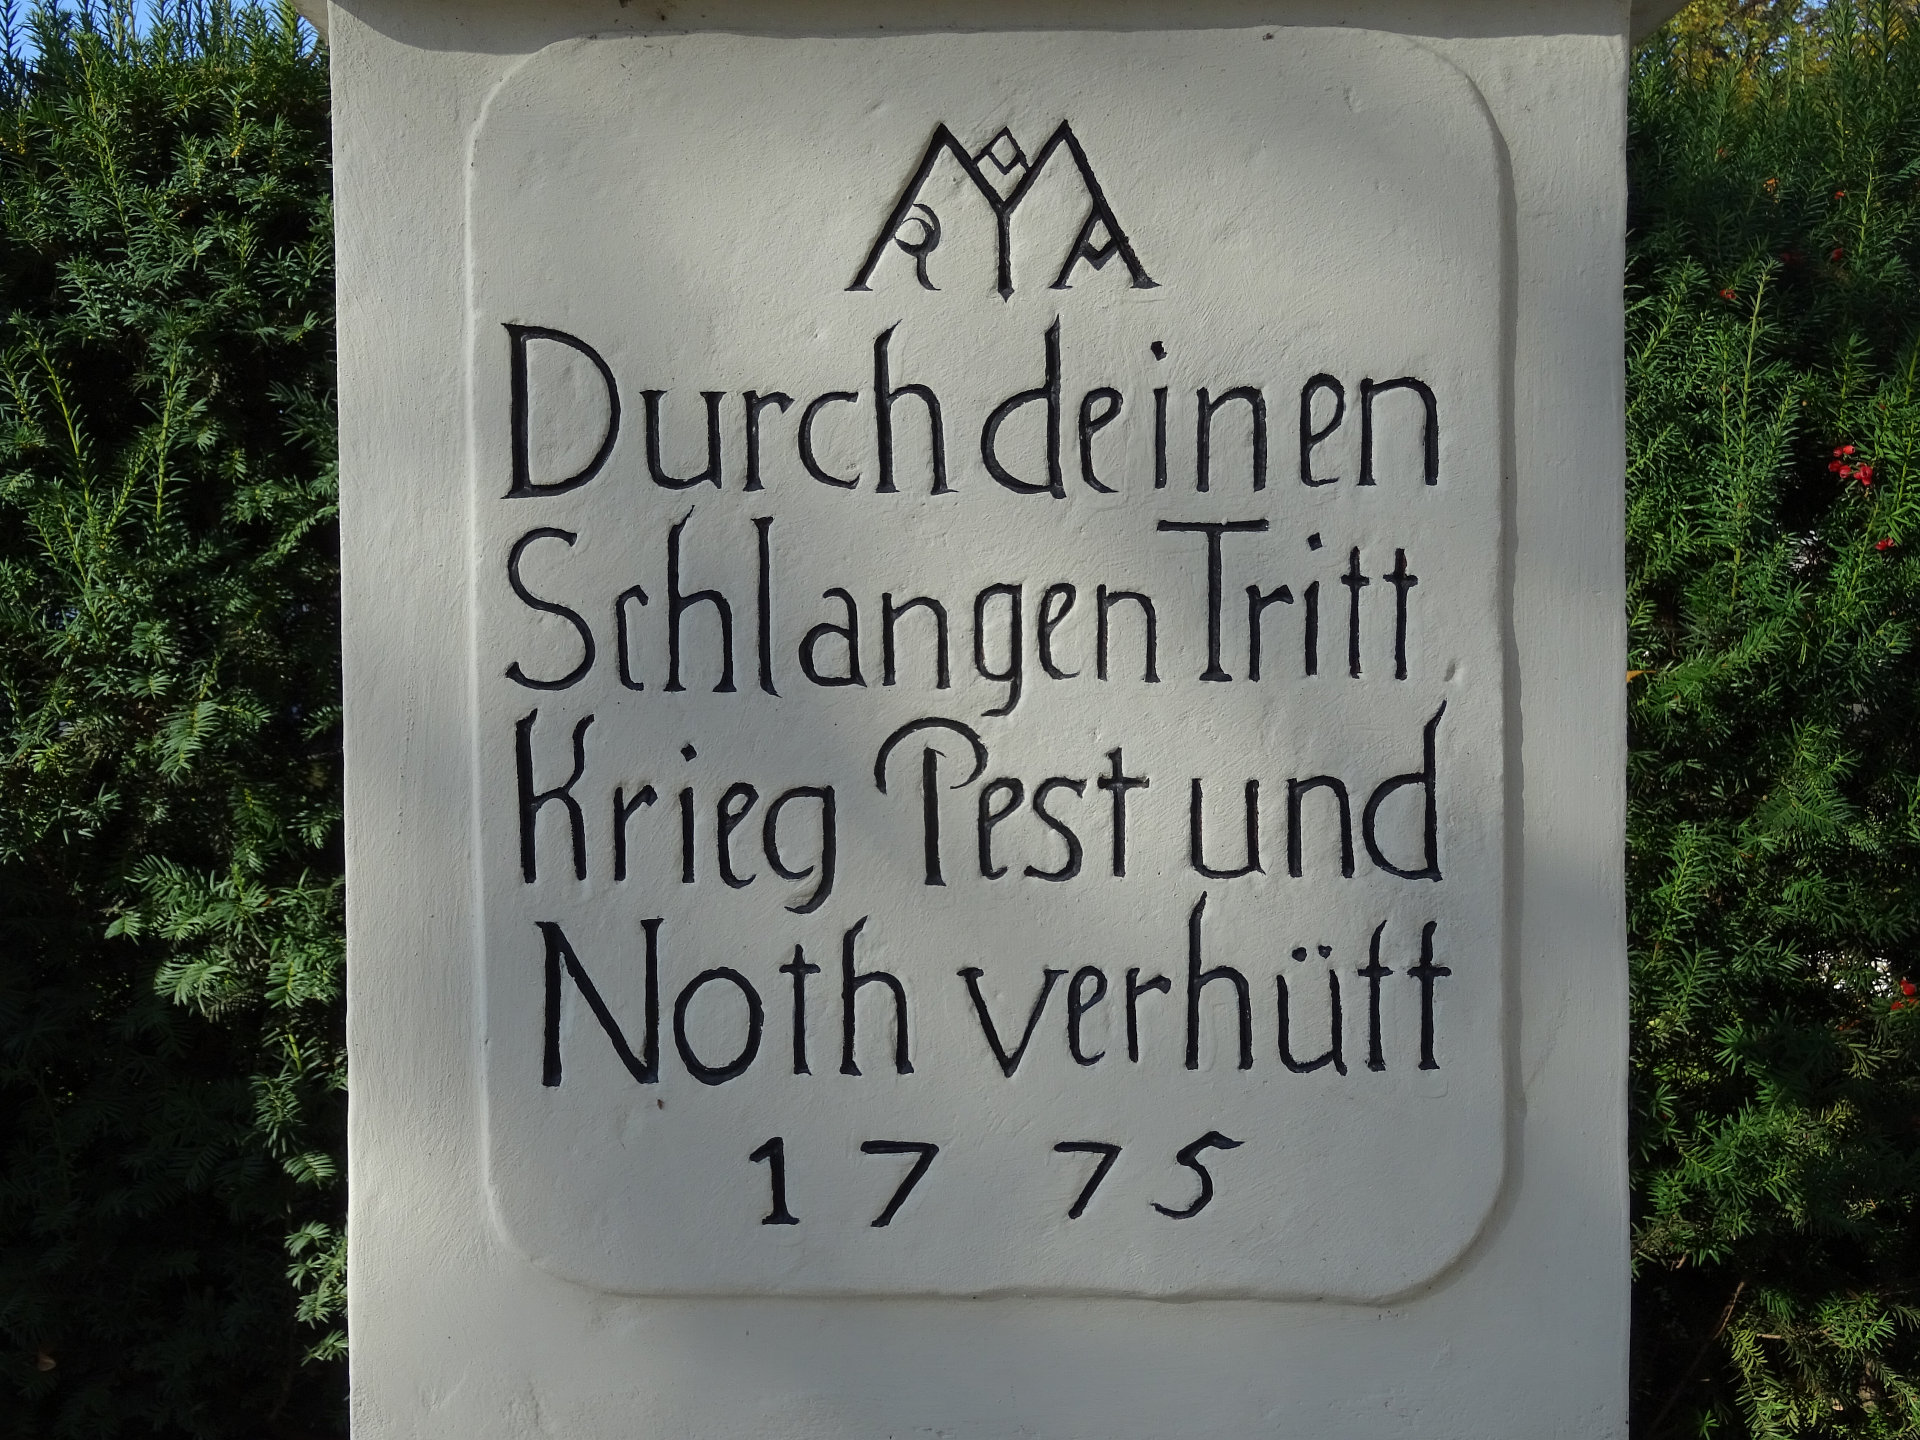 Durch deinen
Schlangen Tritt
Krieg Pest und
Noth verhütt
1775